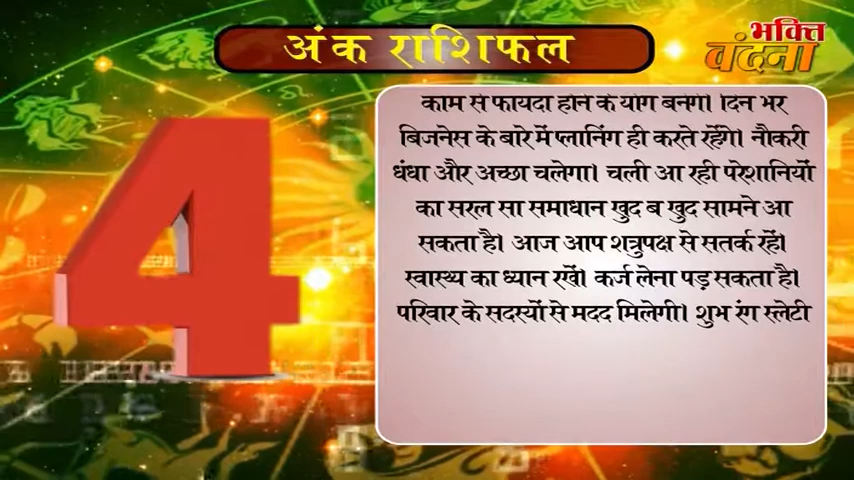 अंक राशिफल
भक्ति
वंदना
4
काम से फायदा होने के योग बनेंगे। दिन भर
बिजनेस के बारे में प्लानिंग ही करते रहेंगे। नौकरी
धंधा और अच्छा चलेगा। चली आ रही परेशानियों
का सरल सा समाधान खुद ब खुद सामने आ
सकता है। आज आप शत्रुपक्ष से सतर्क रहें।
स्वास्थ्य का ध्यान रखें। कर्ज लेना पड़ सकता है।
परिवार के सदस्यों से मदद मिलेगी। शुभ रंग स्लेटी